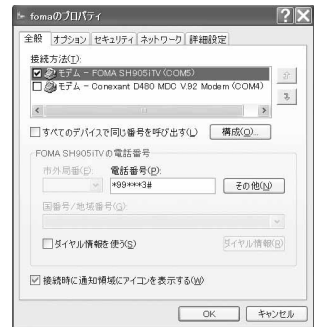 fomaのプロパティ
全般 オプション セキュリティ ネットワーク 詳細設定
接続方法(T):
モデム - FOMA SH905iTV (COM5)
モデム - Conexant D480 MDC V.92 Modem (COM4)
すべてのデバイスで同じ番号を呼び出す(L) 構成(O)...
FOMA SH905iTV の電話番号
市外局番(E): 電話番号(P):
*99***3# その他(N)
国番号/地域番号(G):
ダイヤル情報を使う(S) ダイヤル情報(R)
接続時に通知領域にアイコンを表示する(W)
OK キャンセル